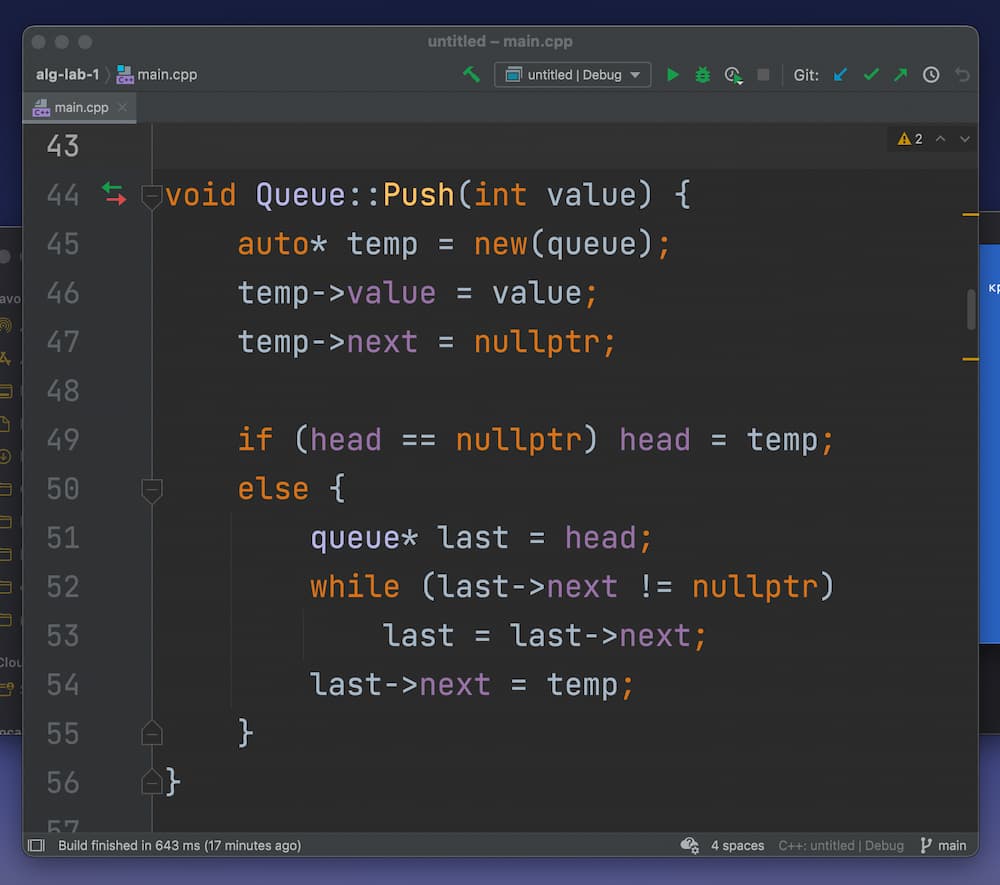 untitled – main.cpp
alg-lab-1 main.cpp untitled | Debug Git:
main.cpp
43 2
44 void Queue::Push(int value) {
45 auto* temp = new(queue);
46 temp->value = value;
47 temp->next = nullptr;
48
49 if (head == nullptr) head = temp;
50 else {
51 queue* last = head;
52 while (last->next != nullptr)
53 last = last->next;
54 last->next = temp;
55 }
56 }
57
Build finished in 643 ms (17 minutes ago) 4 spaces C++: untitled | Debug main